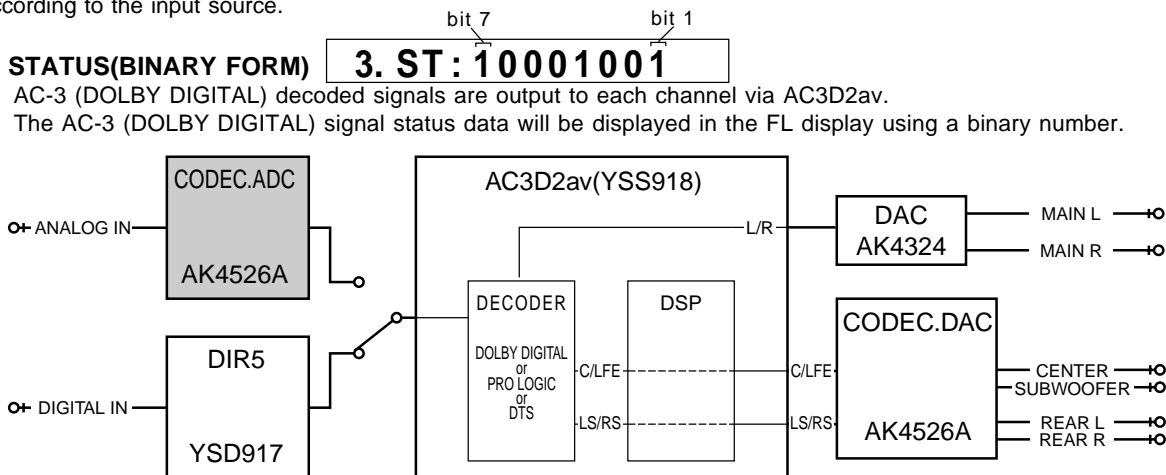 ccording to the input source.
bit 7 bit 1
STATUS(BINARY FORM) 3. ST:10001001
AC-3 (DOLBY DIGITAL) decoded signals are output to each channel via AC3D2av.
The AC-3 (DOLBY DIGITAL) signal status data will be displayed in the FL display using a binary number.
CODEC.ADC
ANALOG IN
AK4526A
DIR5
DIGITAL IN
YSD917
AC3D2av(YSS918)
L/R
DECODER
DOLBY DIGITAL
or
PRO LOGIC
or
DTS
DSP
C/LFE
LS/RS
C/LFE
LS/RS
DAC
AK4324
MAIN L
MAIN R
CODEC.DAC
AK4526A
CENTER
SUBWOOFER
REAR L
REAR R